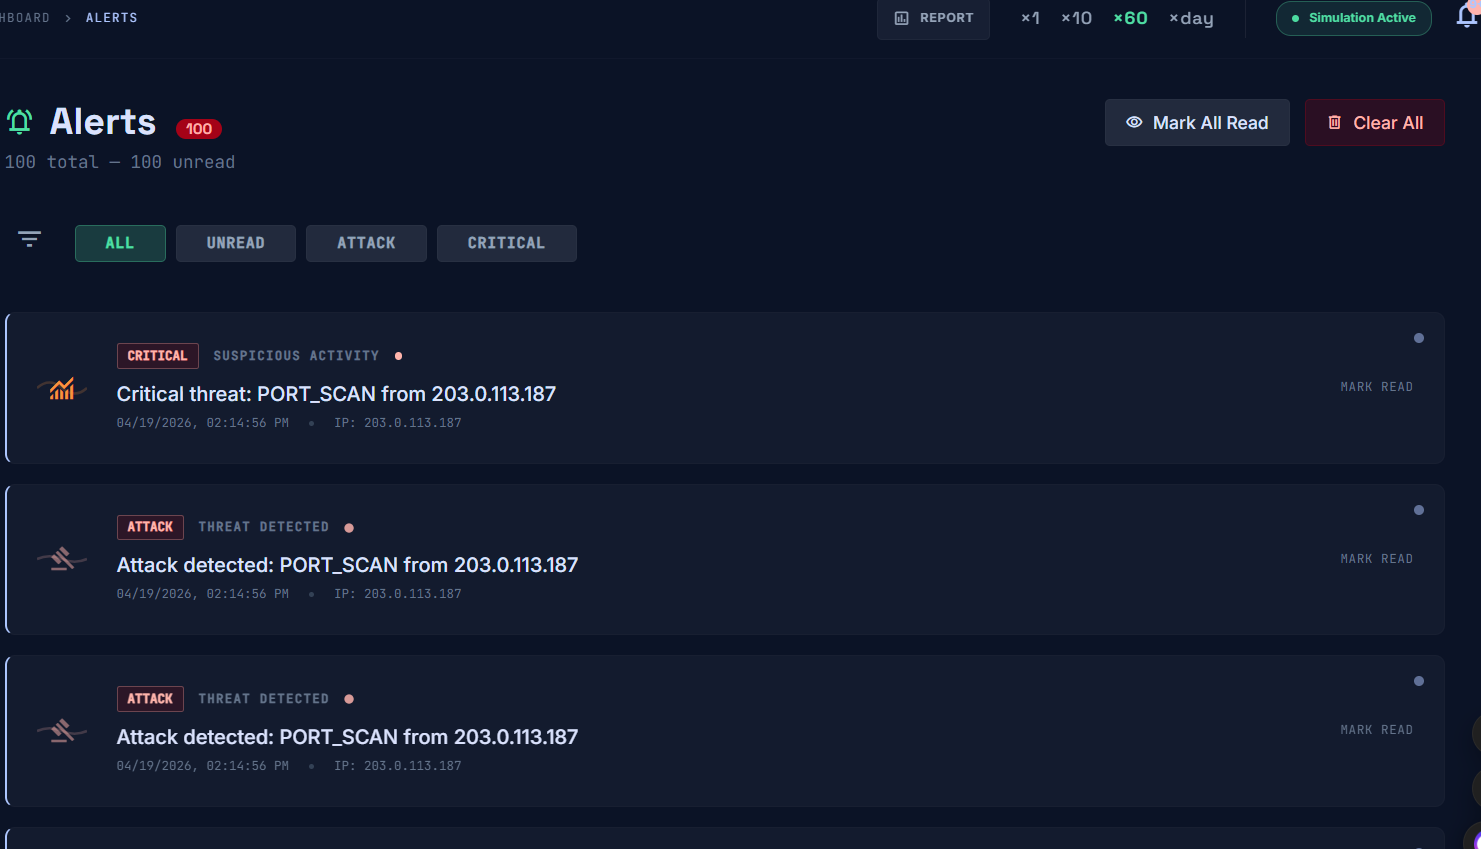 HBOARD > ALERTS
REPORT ×1 ×10 ×60 ×day Simulation Active
Alerts 100
100 total — 100 unread
Mark All Read Clear All
ALL UNREAD ATTACK CRITICAL
CRITICAL SUSPICIOUS ACTIVITY
Critical threat: PORT_SCAN from 203.0.113.187
04/19/2026, 02:14:56 PM • IP: 203.0.113.187
MARK READ
ATTACK THREAT DETECTED
Attack detected: PORT_SCAN from 203.0.113.187
04/19/2026, 02:14:56 PM • IP: 203.0.113.187
MARK READ
ATTACK THREAT DETECTED
Attack detected: PORT_SCAN from 203.0.113.187
04/19/2026, 02:14:56 PM • IP: 203.0.113.187
MARK READ